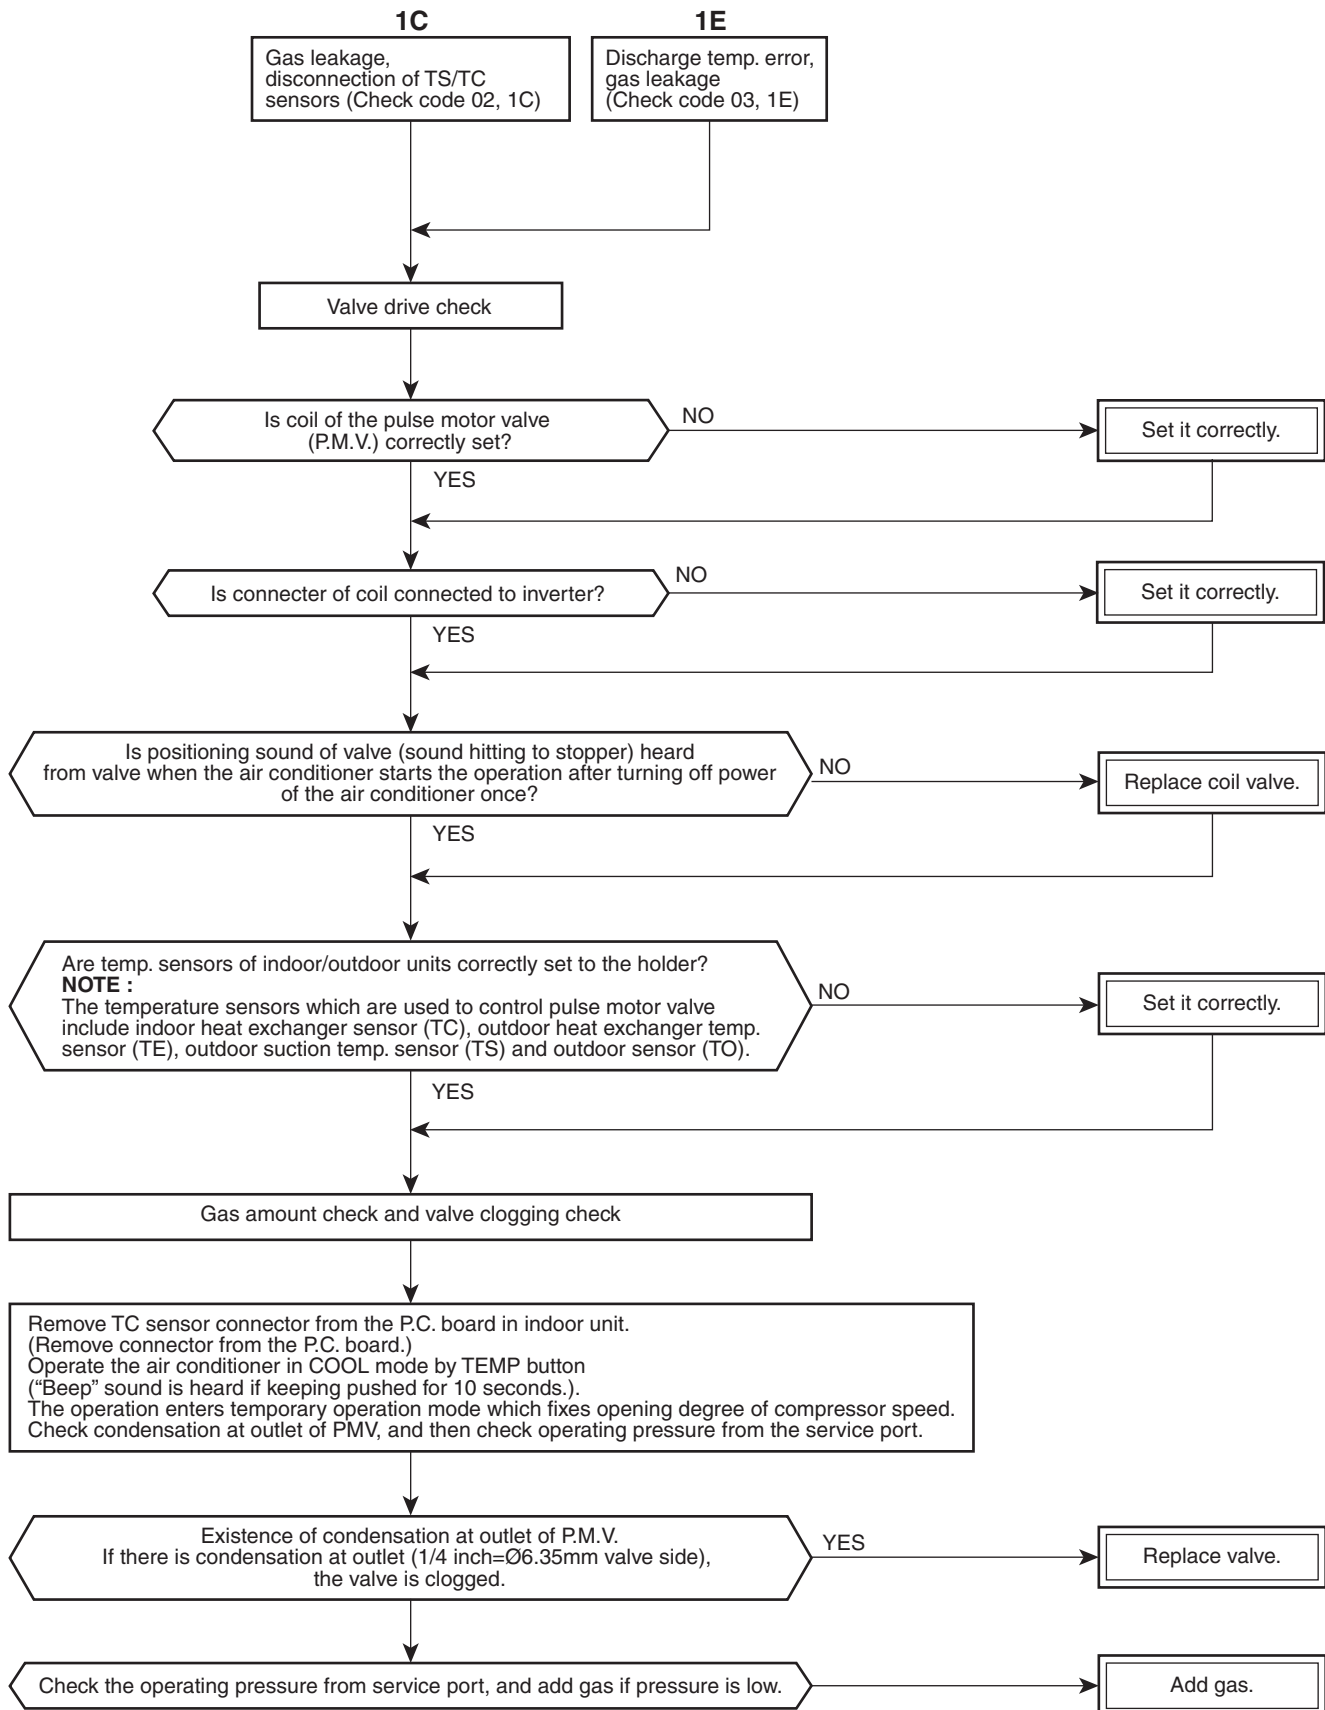 1C
1E
Gas leakage,
disconnection of TS/TC
sensors (Check code 02, 1C)
Discharge temp. error,
gas leakage
(Check code 03, 1E)
Valve drive check
Is coil of the pulse motor valve
(P.M.V.) correctly set?
NO
Set it correctly.
YES
Is connecter of coil connected to inverter?
NO
Set it correctly.
YES
Is positioning sound of valve (sound hitting to stopper) heard
from valve when the air conditioner starts the operation after turning off power
of the air conditioner once?
NO
Replace coil valve.
YES
Are temp. sensors of indoor/outdoor units correctly set to the holder?
NOTE :
The temperature sensors which are used to control pulse motor valve
include indoor heat exchanger sensor (TC), outdoor heat exchanger temp.
sensor (TE), outdoor suction temp. sensor (TS) and outdoor sensor (TO).
NO
Set it correctly.
YES
Gas amount check and valve clogging check
Remove TC sensor connector from the P.C. board in indoor unit.
(Remove connector from the P.C. board.)
Operate the air conditioner in COOL mode by TEMP button
(“Beep” sound is heard if keeping pushed for 10 seconds.).
The operation enters temporary operation mode which fixes opening degree of compressor speed.
Check condensation at outlet of PMV, and then check operating pressure from the service port.
Existence of condensation at outlet of P.M.V.
If there is condensation at outlet (1/4 inch=Ø6.35mm valve side),
the valve is clogged.
YES
Replace valve.
Check the operating pressure from service port, and add gas if pressure is low.
Add gas.